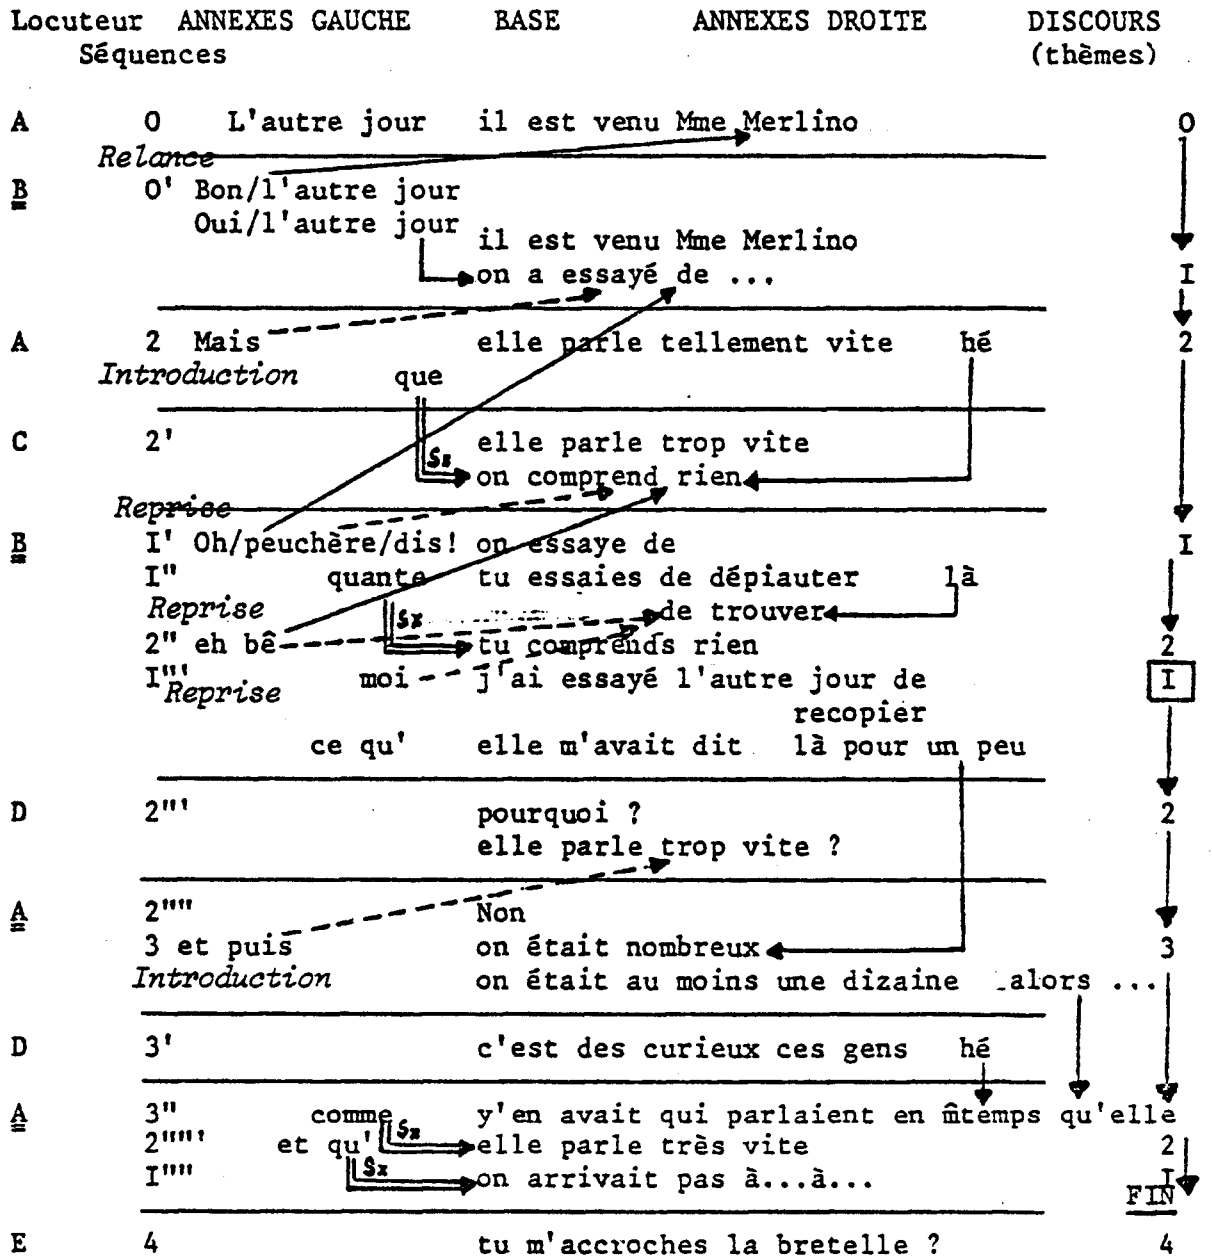 Locuteur ANNEXES GAUCHE BASE ANNEXES DROITE DISCOURS
Séquences (thèmes)
A 0 L'autre jour il est venu Mme Merlino 0
Relance
B 0' Bon/l'autre jour
Oui/l'autre jour
il est venu Mme Merlino
on a essayé de ... I
A 2 Mais elle parle tellement vite hé 2
Introduction que
C 2' elle parle trop vite
Sz
on comprend rien
Reprise
B I' Oh/peuchère/dis! on essaye de I
I" quante tu essaies de dépiauter là
Reprise Sz de trouver
2" eh bê tu comprends rien 2
I"' Reprise moi j'ai essayé l'autre jour de I
recopier
ce qu' elle m'avait dit là pour un peu
D 2"' pourquoi ? 2
elle parle trop vite ?
A 2"" Non
3 et puis on était nombreux 3
Introduction on était au moins une dizaine alors ...
D 3' c'est des curieux ces gens hé
A 3" comme y'en avait qui parlaient en m̂temps qu'elle
2""' et qu' Sz elle parle très vite 2
I"" Sz on arrivait pas à...à... I
FIN
E 4 tu m'accroches la bretelle ? 4